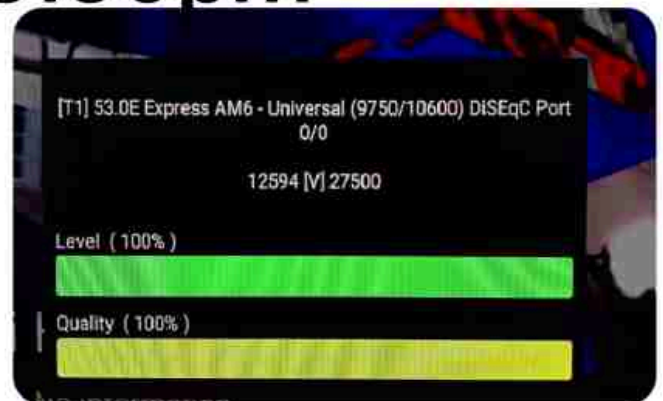 [T1] 53.0E Express AM6 - Universal (9750/10600) DiSEqC Port
0/0
12594 [V] 27500
Level ( 100% )
Quality ( 100% )